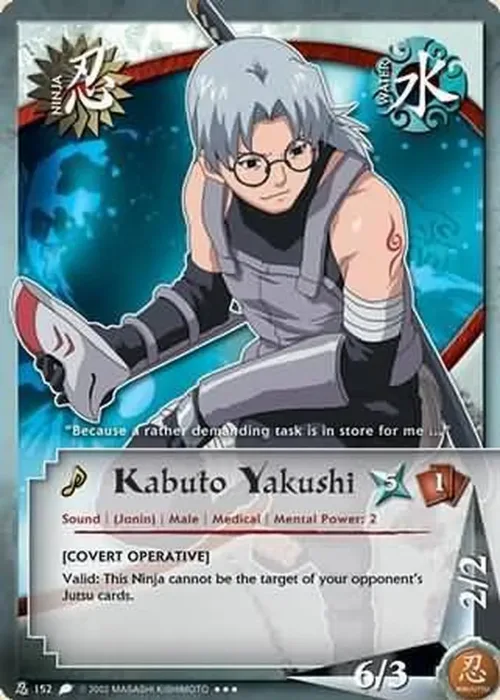 NINJA
忍
WATER
水
"Because a rather demanding task is in store for me ..."
Kabuto Yakushi 5 1
Sound | (Jonin) | Male | Medical | Mental Power: 2
[COVERT OPERATIVE]
Valid: This Ninja cannot be the target of your opponent's
Jutsu cards.
2/2
6/3
忍 152 © 2002 MASASHI KISHIMOTO
忍